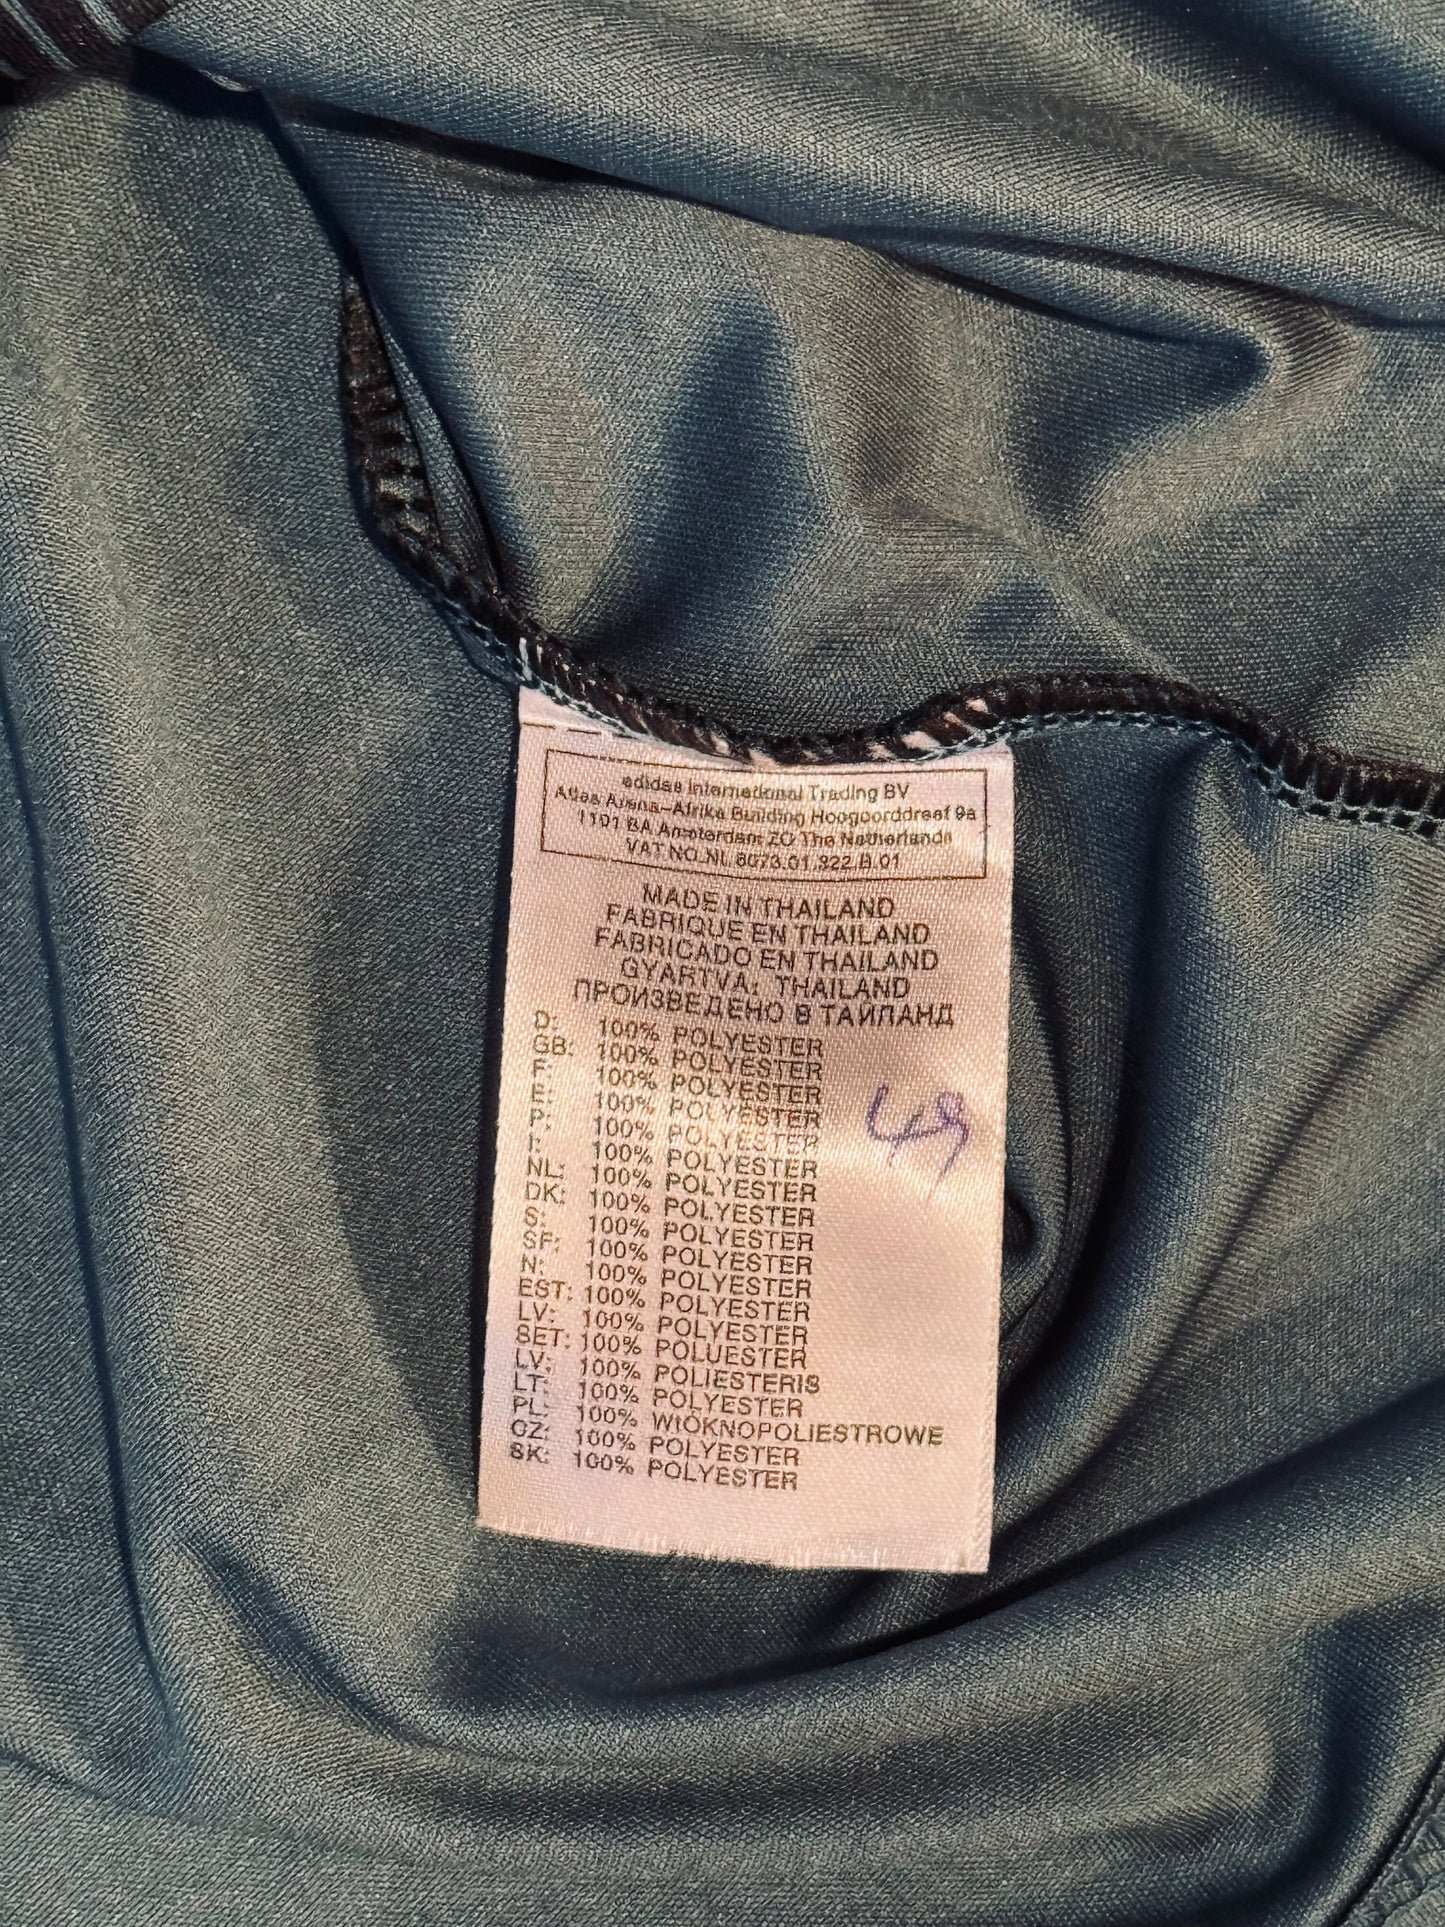 adidas International Trading BV
Atlas Arena-Afrika Building Hoogoorddreef 9a
1101 BA Amsterdam ZO The Netherlands
VAT NO.NL 8073.01.322.B.01
MADE IN THAILAND
FABRIQUE EN THAILAND
FABRICADO EN THAILAND
GYARTVA: THAILAND
ПРОИЗВЕДЕНО В ТАИЛАНД
D: 100% POLYESTER
GB: 100% POLYESTER
F: 100% POLYESTER
E: 100% POLYESTER
P: 100% POLYESTER
I: 100% POLYESTER
NL: 100% POLYESTER
DK: 100% POLYESTER
S: 100% POLYESTER
SF: 100% POLYESTER
N: 100% POLYESTER
EST: 100% POLYESTER
LV: 100% POLYESTER
SET: 100% POLUESTER
LV: 100% POLIESTERIS
LT: 100% POLYESTER
PL: 100% WIÓKNOPOLIESTROWE
CZ: 100% POLYESTER
SK: 100% POLYESTER
49